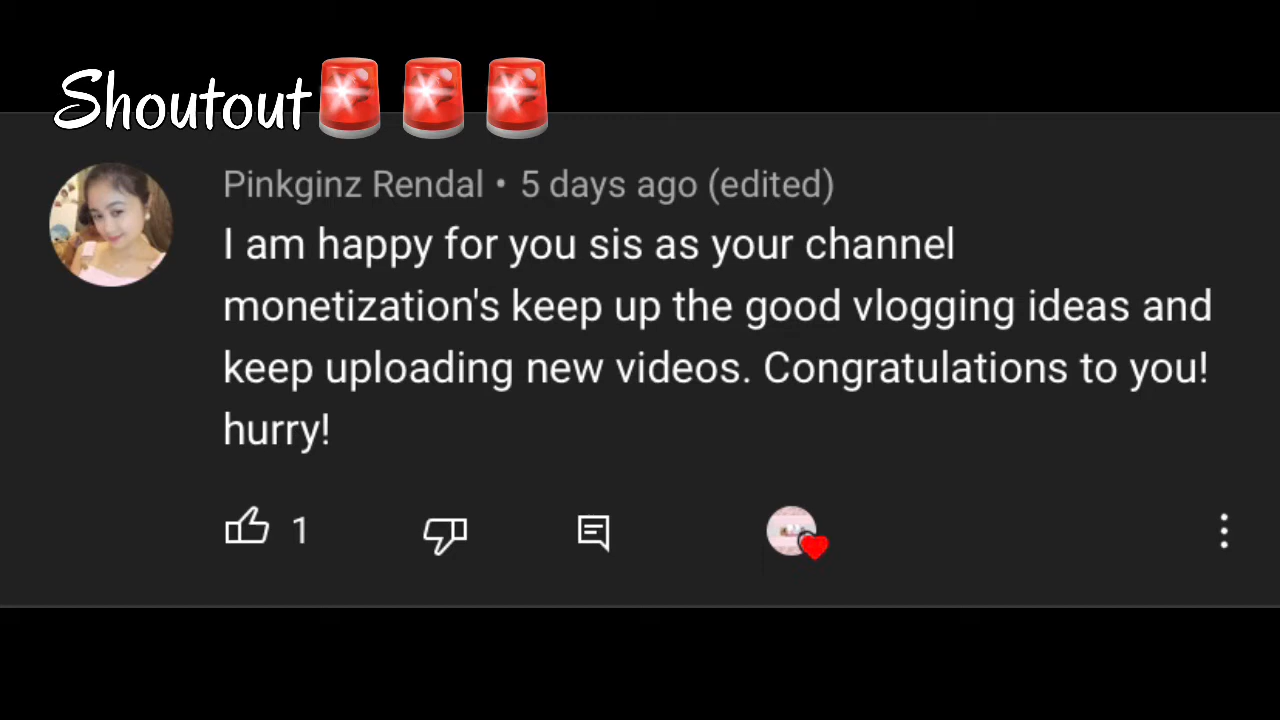 Shoutout🚨🚨🚨
Pinkginz Rendal • 5 days ago (edited)
I am happy for you sis as your channel
monetization's keep up the good vlogging ideas and
keep uploading new videos. Congratulations to you!
hurry!
1